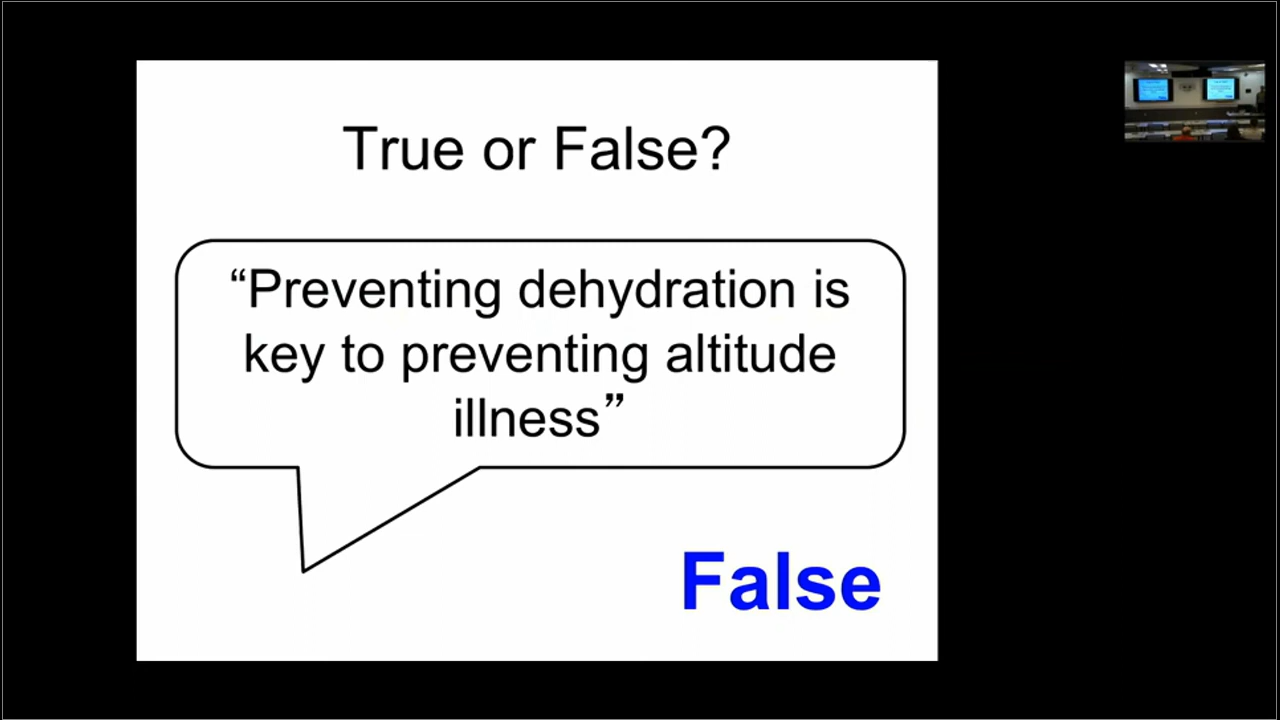 True or False?
“Preventing dehydration is
key to preventing altitude
illness”
False